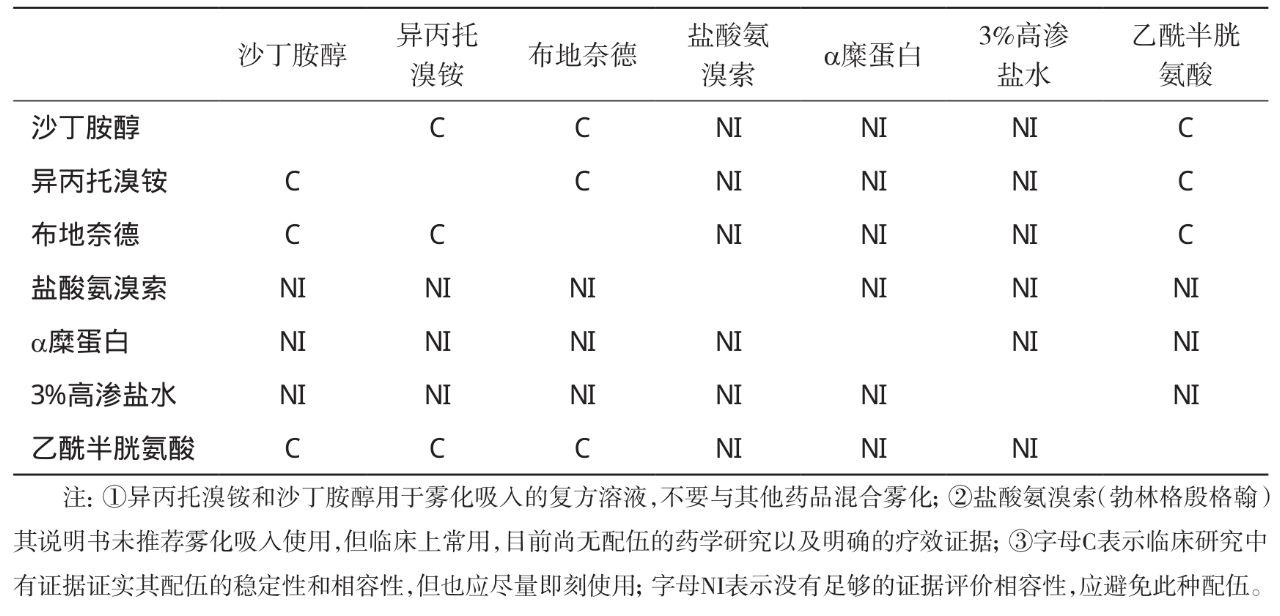 沙丁胺醇 异丙托溴铵 布地奈德 盐酸氨溴索 α糜蛋白 3%高渗盐水 乙酰半胱氨酸
沙丁胺醇 C C NI NI NI C
异丙托溴铵 C C NI NI NI C
布地奈德 C C NI NI NI C
盐酸氨溴索 NI NI NI NI NI NI
α糜蛋白 NI NI NI NI NI NI
3%高渗盐水 NI NI NI NI NI NI
乙酰半胱氨酸 C C C NI NI NI
注: ①异丙托溴铵和沙丁胺醇用于雾化吸入的复方溶液,不要与其他药品混合雾化; ②盐酸氨溴索(勃林格殷格翰)
其说明书未推荐雾化吸入使用,但临床上常用,目前尚无配伍的药学研究以及明确的疗效证据; ③字母C表示临床研究中
有证据证实其配伍的稳定性和相容性,但也应尽量即刻使用; 字母NI表示没有足够的证据评价相容性,应避免此种配伍。